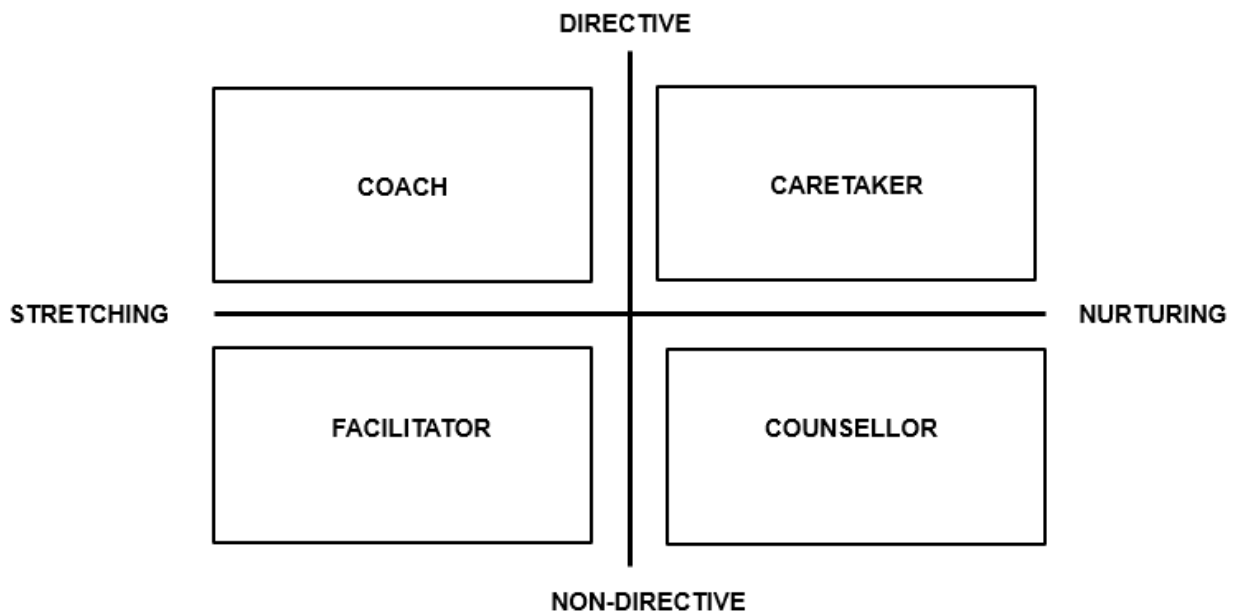 DIRECTIVE
COACH
CARETAKER
STRETCHING
NURTURING
FACILITATOR
COUNSELLOR
NON-DIRECTIVE